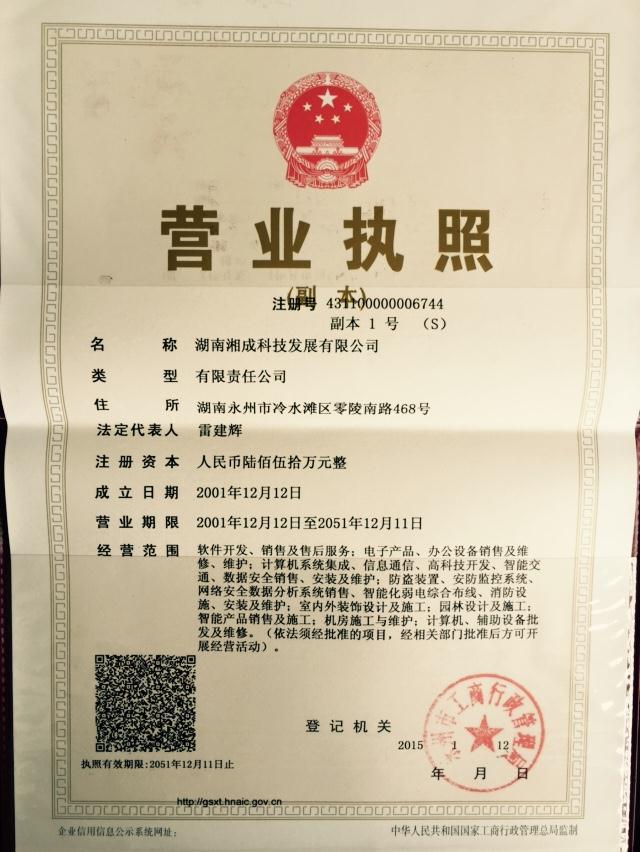 营业执照
(副 本)
注册号 431100000006744
副本 1 号 (S)
名 称 湖南湘成科技发展有限公司
类 型 有限责任公司
住 所 湖南永州市冷水滩区零陵南路468号
法定代表人 雷建辉
注册资本 人民币陆佰伍拾万元整
成立日期 2001年12月12日
营业期限 2001年12月12日至2051年12月11日
经营范围 软件开发、销售及售后服务；电子产品、办公设备销售及维
修、维护；计算机系统集成、信息通信、高科技开发、智能交
通、数据安全销售、安装及维护；防盗装置、安防监控系统、
网络安全数据分析系统销售、智能化弱电综合布线、消防设
施、安装及维护；室内外装饰设计及施工；园林设计及施工；
智能产品销售及施工；机房施工与维护；计算机、辅助设备批
发及维修。（依法须经批准的项目，经相关部门批准后方可开
展经营活动）。
登记机关
永州市工商行政管理局
2015 1 12
年 月 日
执照有效期限:2051年12月11日止
http://gsxt.hnaic.gov.cn
企业信用信息公示系统网址：
中华人民共和国国家工商行政管理总局监制